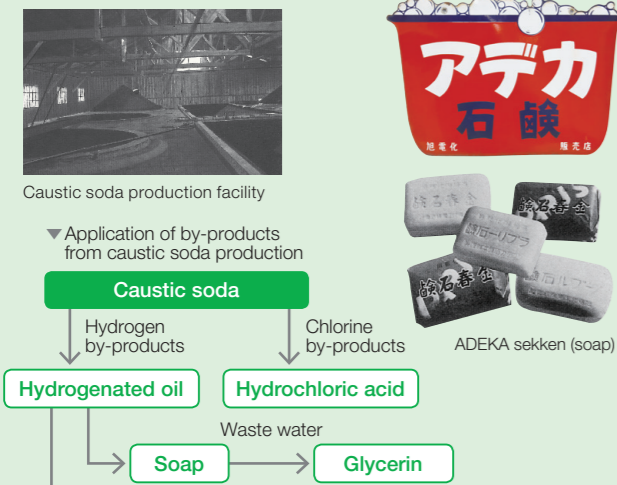 アデカ
石鹸
旭電化
販売店
Caustic soda production facility
▼Application of by-products
from caustic soda production
Caustic soda
Hydrogen
by-products
Chlorine
by-products
ADEKA sekken (soap)
Hydrogenated oil
Hydrochloric acid
Waste water
Soap
Glycerin